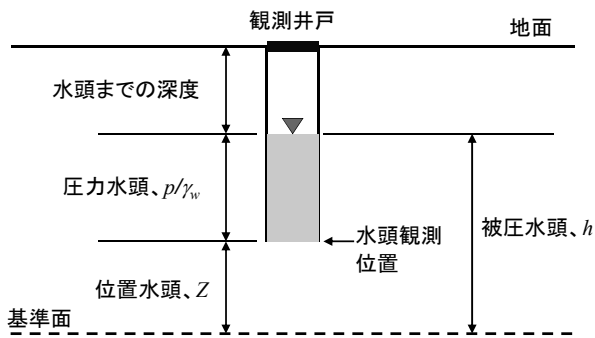 観測井戸
地面
水頭までの深度
圧力水頭、p/γw
被圧水頭、h
水頭観測
位置
位置水頭、Z
基準面